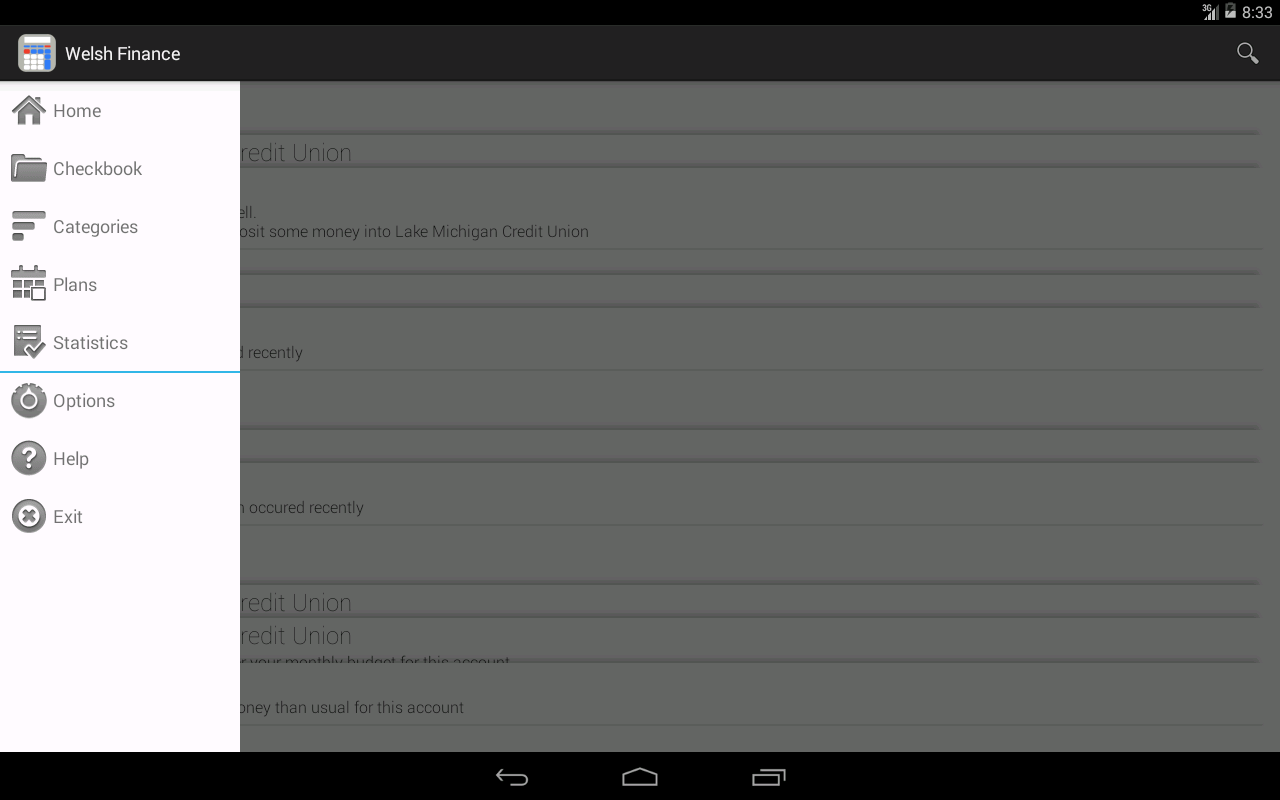 3G 8:33
Welsh Finance
Home
Checkbook
Categories
Plans
Statistics
Options
Help
Exit
redit Union
ell.
osit some money into Lake Michigan Credit Union
d recently
n occured recently
redit Union
redit Union
r your monthly budget for this account
oney than usual for this account